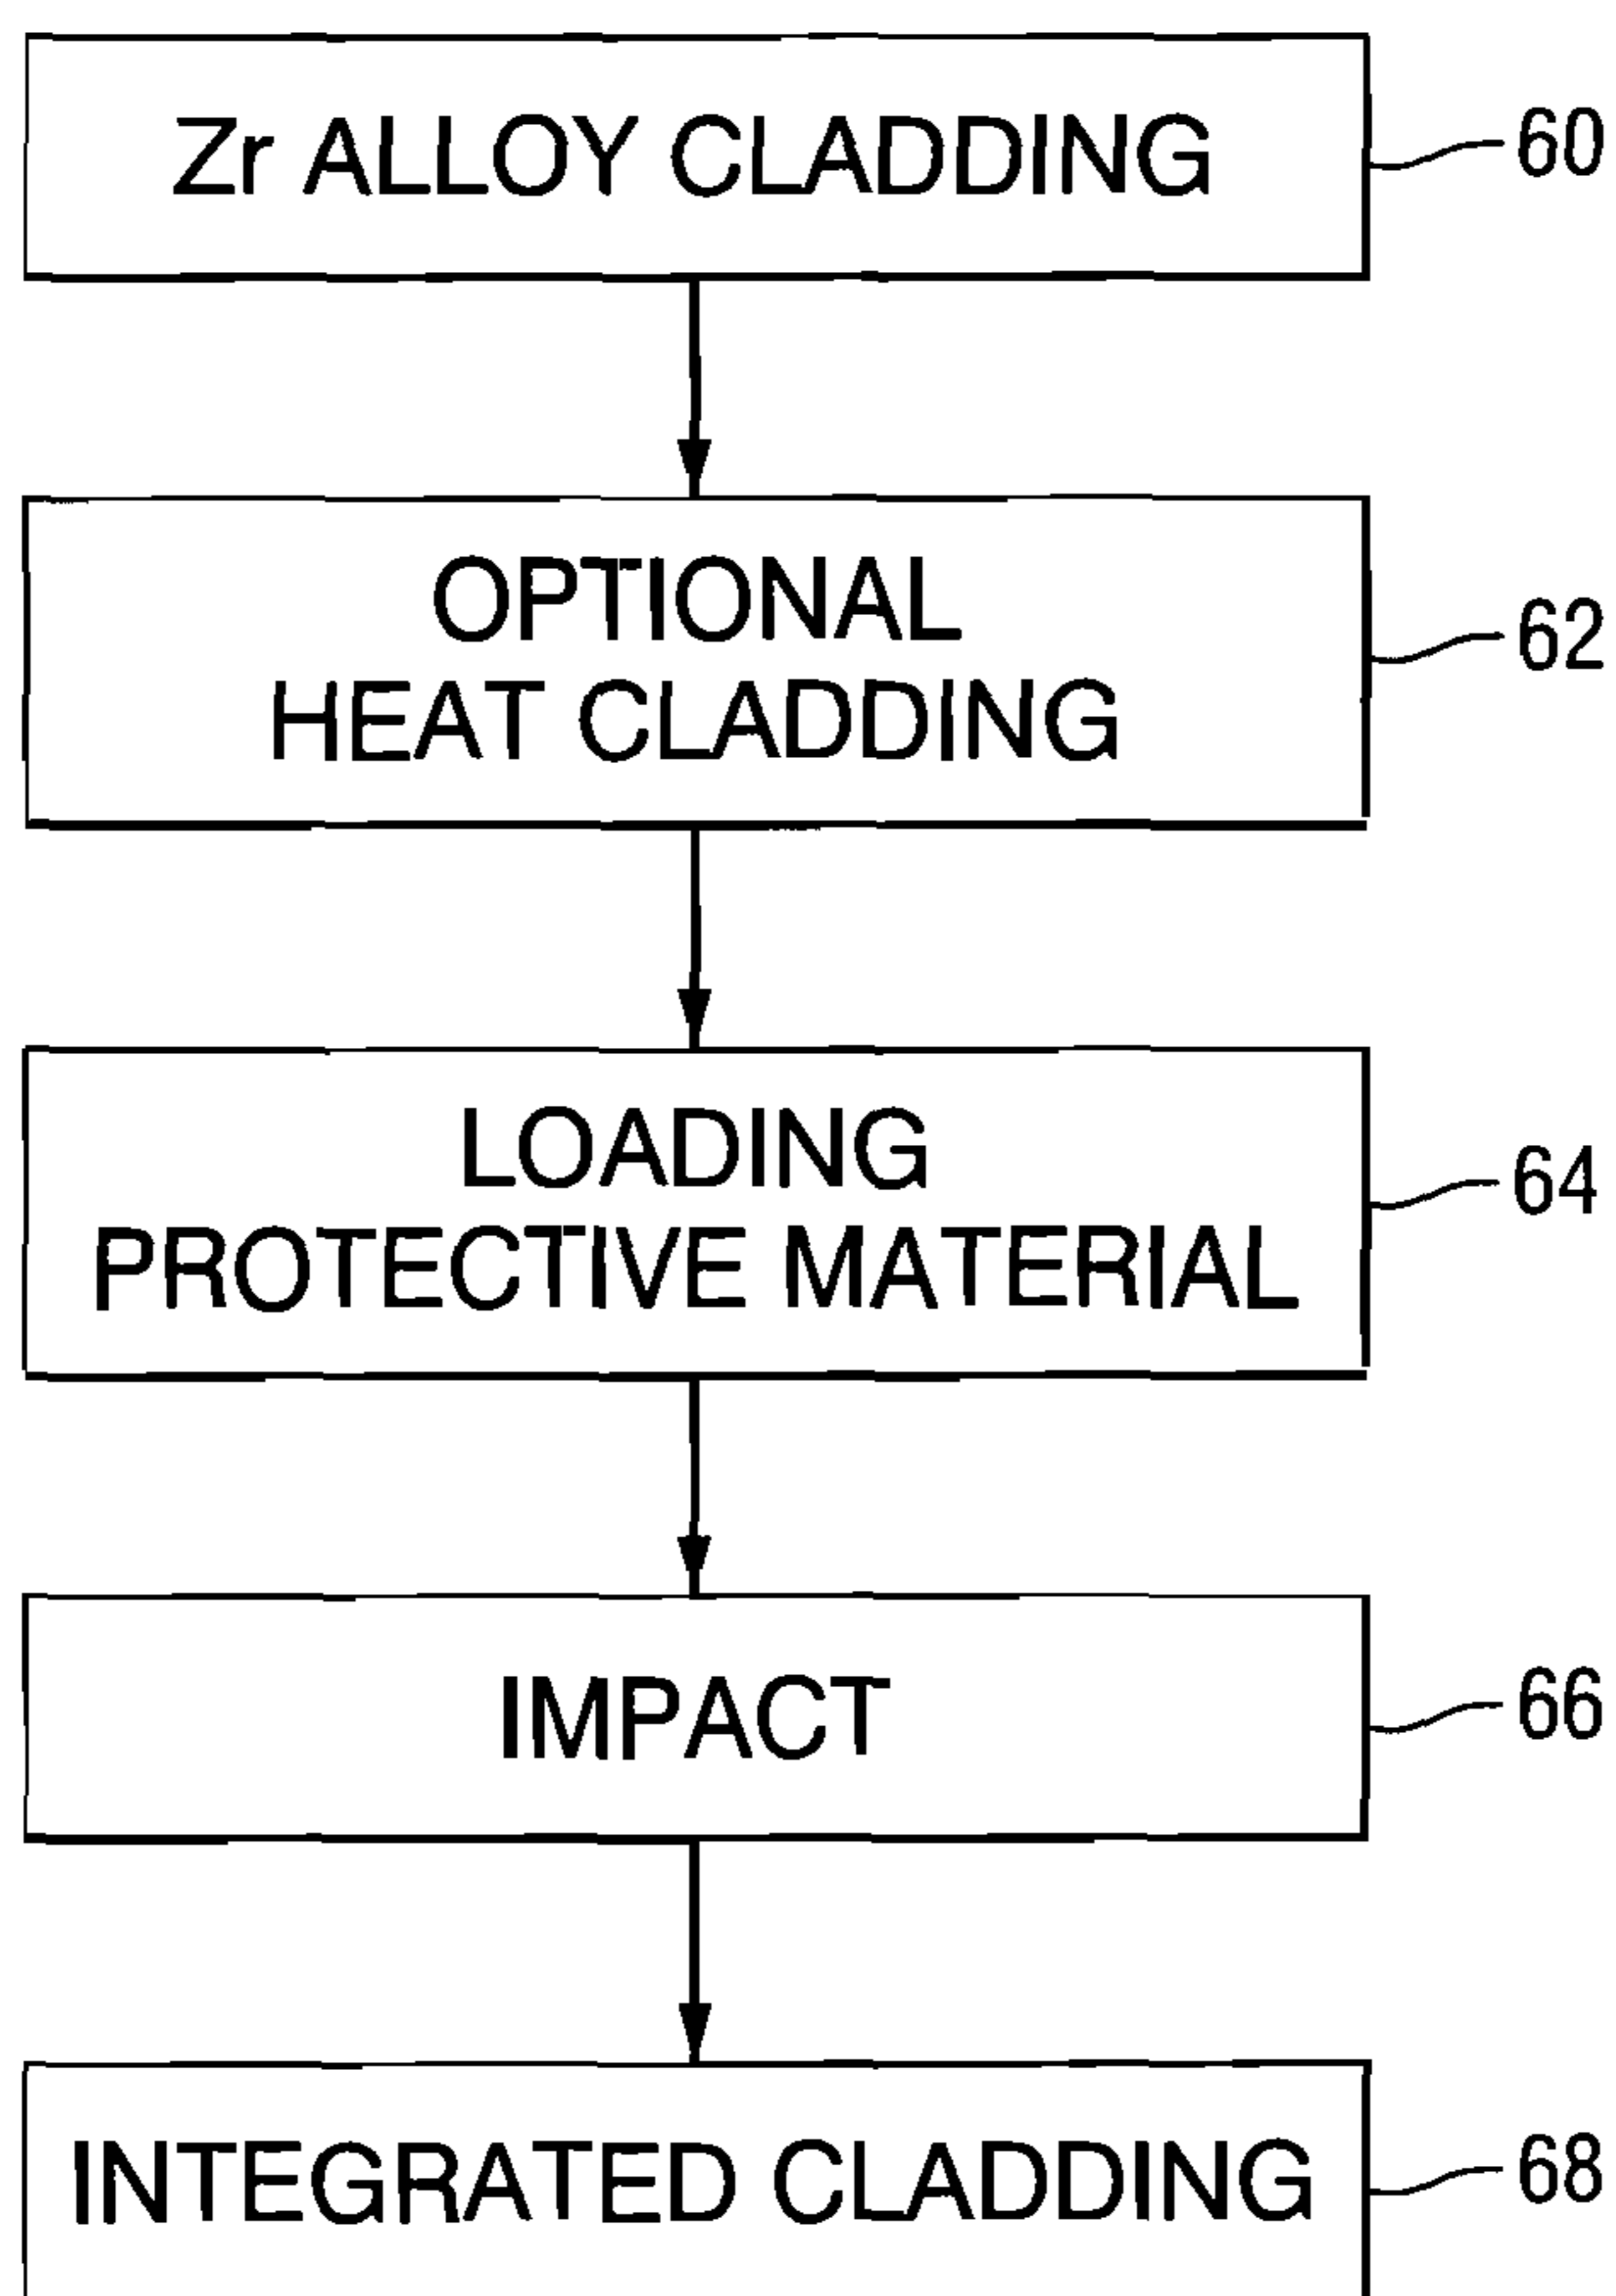 Zr ALLOY CLADDING
60
OPTIONAL
HEAT CLADDING
62
LOADING
PROTECTIVE MATERIAL
64
IMPACT
66
INTEGRATED CLADDING
68